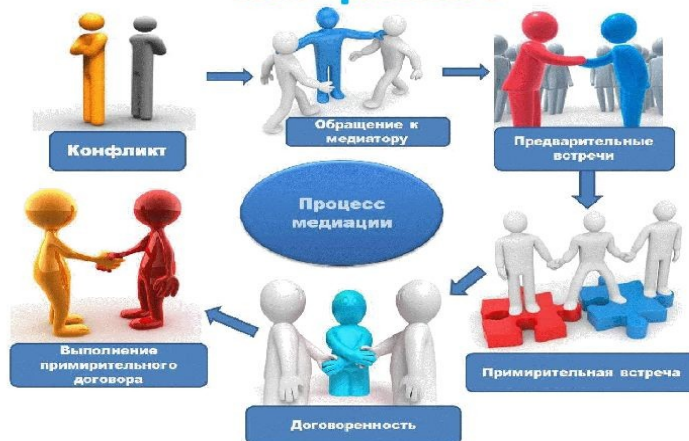 Конфликт
Обращение к
медиатору
Предварительные
встречи
Процесс
медиации
Выполнение
примирительного
договора
Договоренность
Примирительная встреча